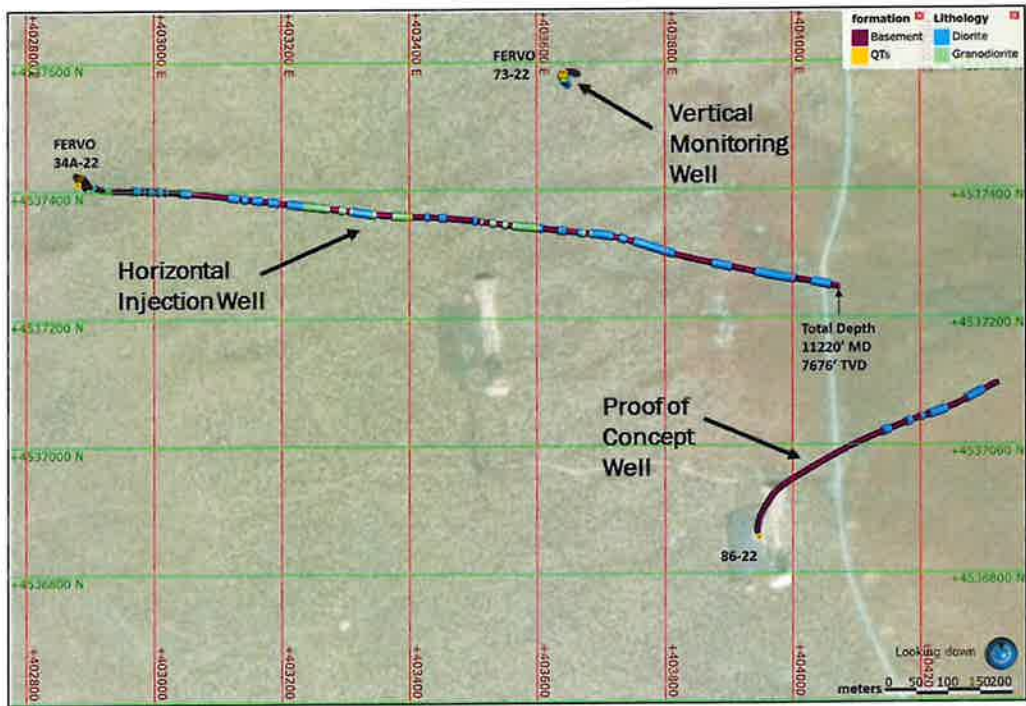 +402800
+403000 E
+403200 E
+403400 E
+403600 E
+403800 E
+404000 E
formation
Lithology
Basement
Diorite
QTs
Granodiorite
+4537600 N
FERVO
73-22
Vertical
Monitoring
Well
FERVO
34A-22
+4537400 N
+4537400 N
Horizontal
Injection Well
+4537200 N
+4537200 N
Total Depth
11220' MD
7676' TVD
Proof of
Concept
Well
+4537000 N
+4537000 N
86-22
+4536800 N
+4536800 N
Looking down
meters 0 50 100 150 200
+402800
+403000
+403200
+403400
+403600
+403800
+404000
+404200